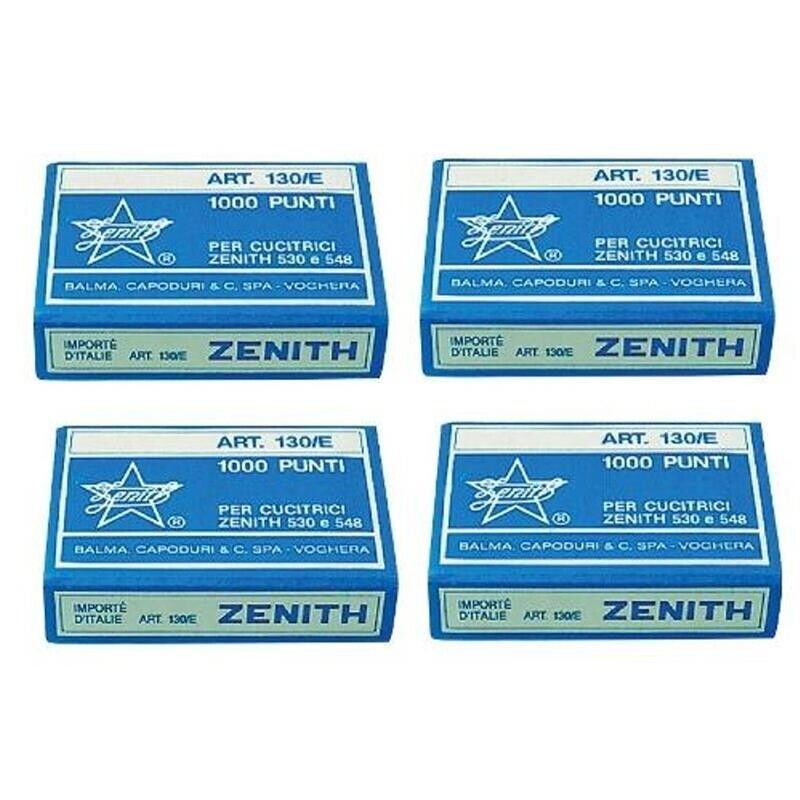 ART. 130/E
1000 PUNTI
Zenith
®
PER CUCITRICI
ZENITH 530 e 548
BALMA, CAPODURI & C. SPA - VOGHERA
IMPORTÉ
D'ITALIE ART. 130/E ZENITH
ART. 130/E
1000 PUNTI
Zenith
®
PER CUCITRICI
ZENITH 530 e 548
BALMA, CAPODURI & C. SPA - VOGHERA
IMPORTÉ
D'ITALIE ART. 130/E ZENITH
ART. 130/E
1000 PUNTI
Zenith
®
PER CUCITRICI
ZENITH 530 e 548
BALMA, CAPODURI & C. SPA - VOGHERA
IMPORTÉ
D'ITALIE ART. 130/E ZENITH
ART. 130/E
1000 PUNTI
Zenith
®
PER CUCITRICI
ZENITH 530 e 548
BALMA, CAPODURI & C. SPA - VOGHERA
IMPORTÉ
D'ITALIE ART. 130/E ZENITH